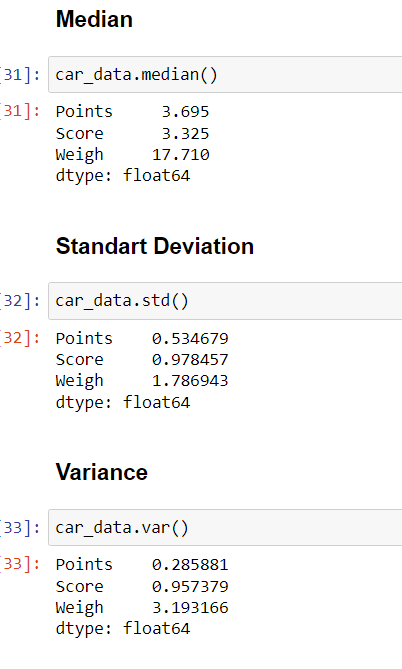 Median
[31]: car_data.median()
[31]: Points 3.695
Score 3.325
Weigh 17.710
dtype: float64
Standart Deviation
[32]: car_data.std()
[32]: Points 0.534679
Score 0.978457
Weigh 1.786943
dtype: float64
Variance
[33]: car_data.var()
[33]: Points 0.285881
Score 0.957379
Weigh 3.193166
dtype: float64